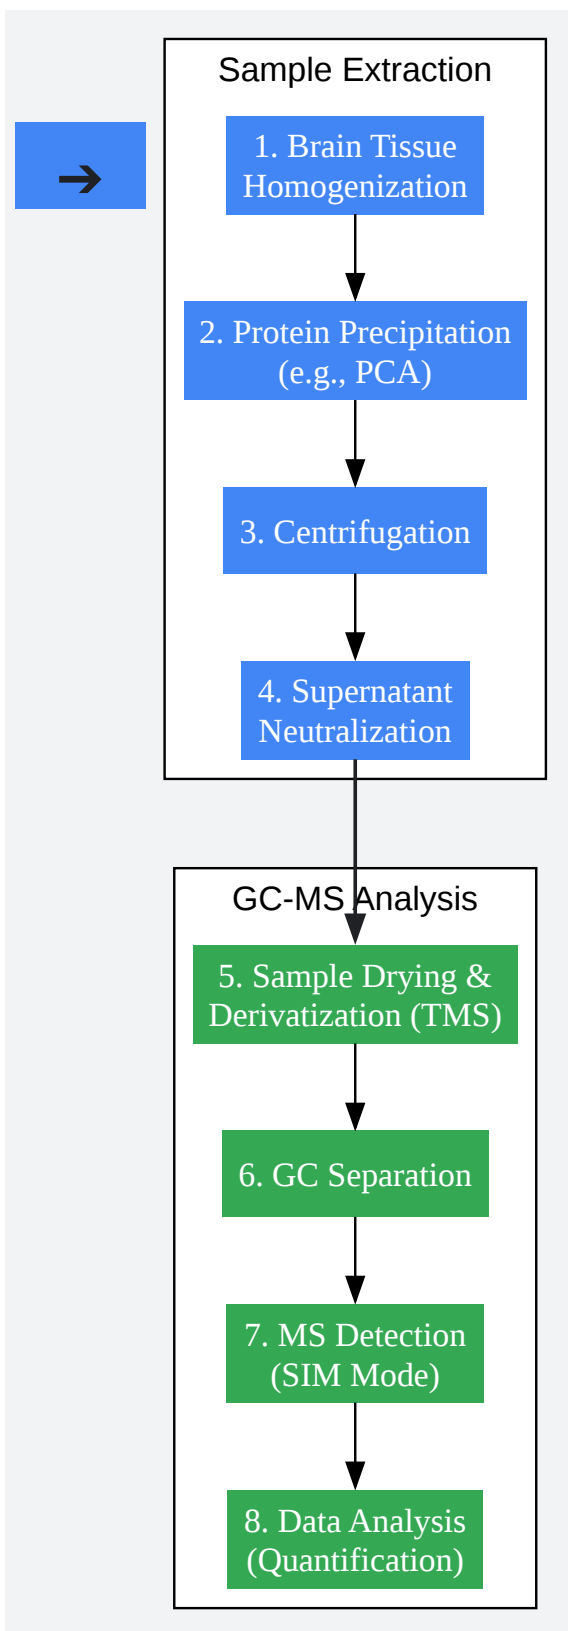 Sample Extraction
➔
1. Brain Tissue
Homogenization
2. Protein Precipitation
(e.g., PCA)
3. Centrifugation
4. Supernatant
Neutralization
GC-MS Analysis
5. Sample Drying &
Derivatization (TMS)
6. GC Separation
7. MS Detection
(SIM Mode)
8. Data Analysis
(Quantification)